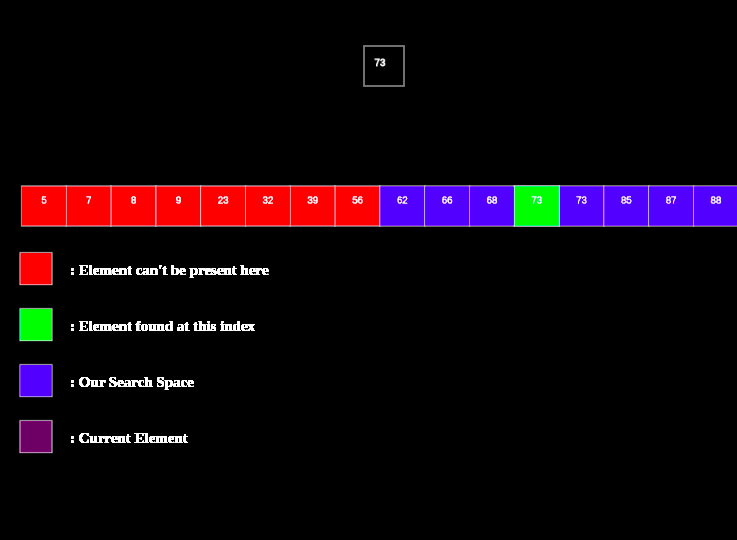 73
5 7 8 9 23 32 39 56 62 66 68 73 73 85 87 88
: Element can't be present here
: Element found at this index
: Our Search Space
: Current Element